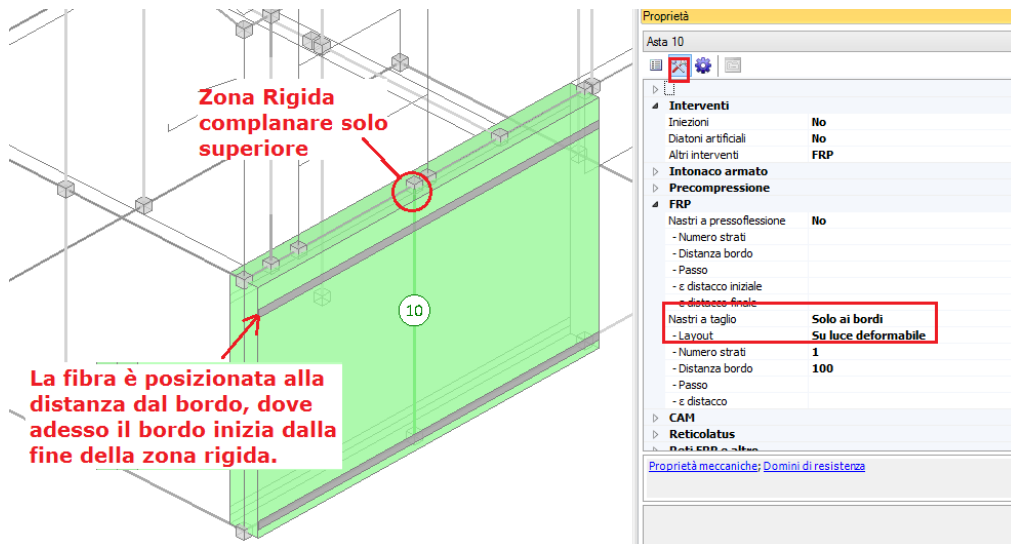 Proprietà
Asta 10
Zona Rigida
complanare solo
superiore
Interventi
Iniezioni No
Diatoni artificiali No
Altri interventi FRP
Intonaco armato
Precompressione
FRP
Nastri a pressoflessione No
- Numero strati
- Distanza bordo
- Passo
- ε distacco iniziale
- ε distacco finale
Nastri a taglio Solo ai bordi
- Layout Su luce deformabile
- Numero strati 1
- Distanza bordo 100
- Passo
- ε distacco
CAM
Reticolatus
Reti FRP e altro
Proprietà meccaniche; Domini di resistenza
10
La fibra è posizionata alla
distanza dal bordo, dove
adesso il bordo inizia dalla
fine della zona rigida.